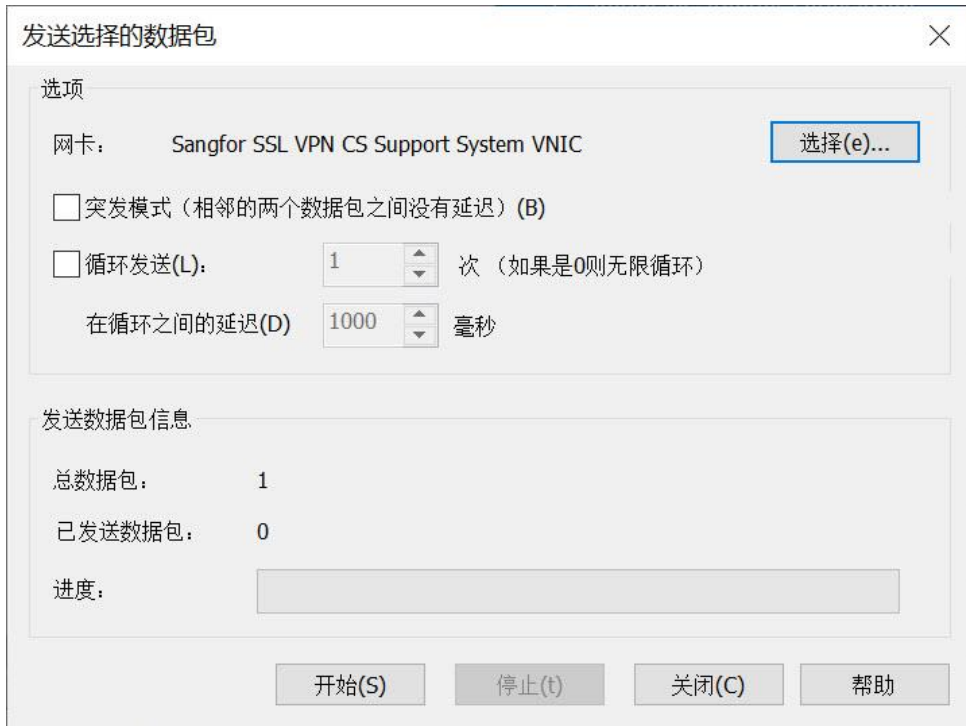 发送选择的数据包
选项
网卡： Sangfor SSL VPN CS Support System VNIC 选择(e)...
突发模式（相邻的两个数据包之间没有延迟）(B)
循环发送(L)： 1 次 （如果是0则无限循环）
在循环之间的延迟(D) 1000 毫秒
发送数据包信息
总数据包： 1
已发送数据包： 0
进度：
开始(S) 停止(t) 关闭(C) 帮助